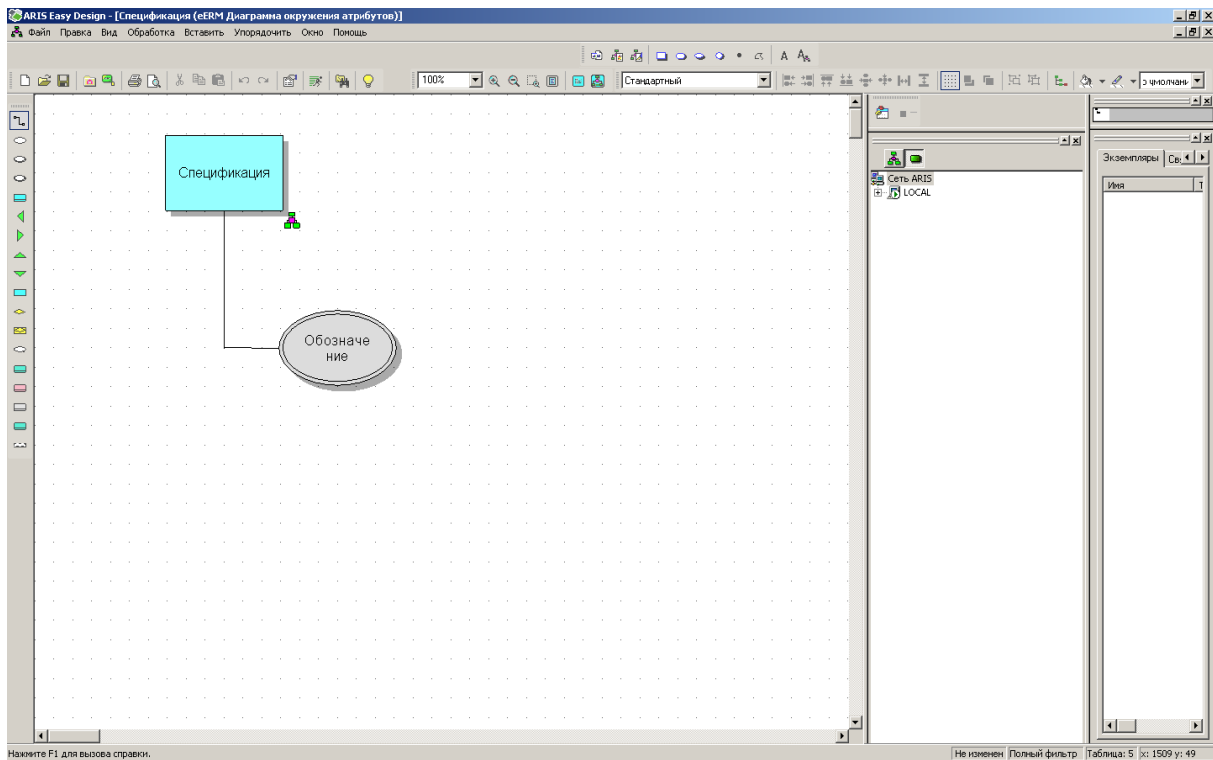 ARIS Easy Design - [Спецификация (eERM Диаграмма окружения атрибутов)]
Файл Правка Вид Обработка Вставить Упорядочить Окно Помощь
100%
Стандартный
Спецификация
Обозначе
ние
Сеть ARIS
LOCAL
Экземпляры
Имя
Нажмите F1 для вызова справки.
Не изменен Полный фильтр Таблица: 5 x: 1509 y: 49